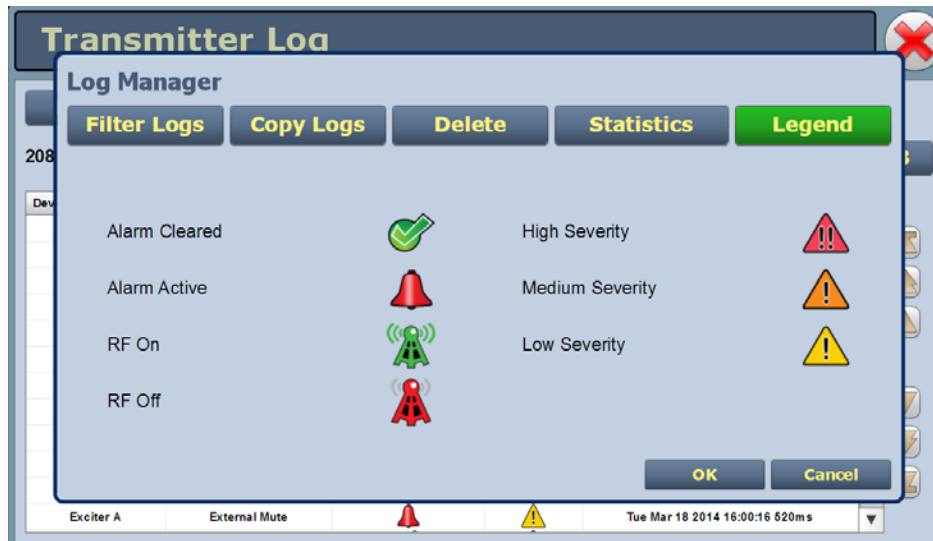 Transmitter Log
Log Manager
Filter Logs Copy Logs Delete Statistics Legend
208
Dev
Alarm Cleared High Severity
Alarm Active Medium Severity
RF On Low Severity
RF Off
OK Cancel
Exciter A External Mute Tue Mar 18 2014 16:00:16 520ms